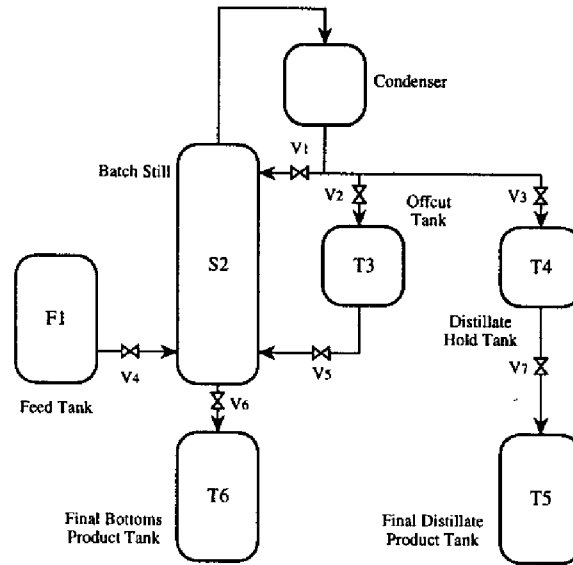 Condenser
V1
Batch Still
V2
Offcut
Tank
V3
S2
T3
T4
F1
Distillate
Hold Tank
V4
V5
V7
Feed Tank
V6
T6
T5
Final Bottoms
Product Tank
Final Distillate
Product Tank